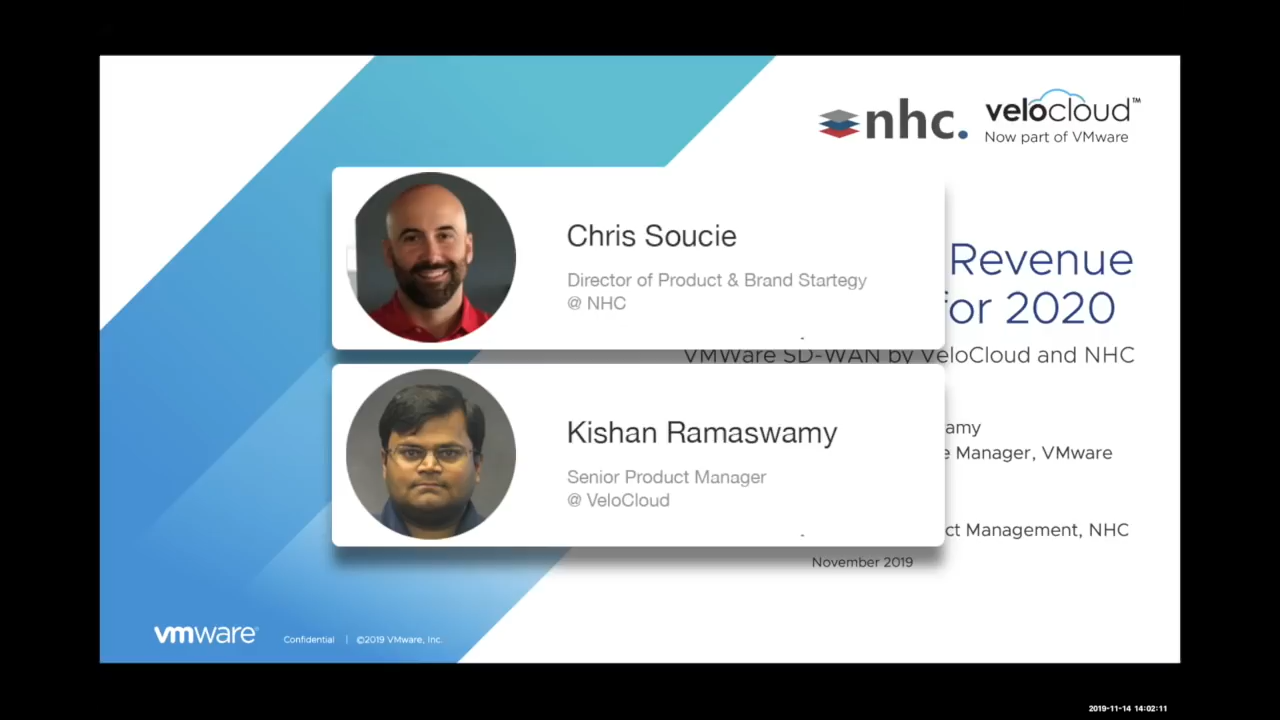 nhc.
velocloud™
Now part of VMware
Chris Soucie
Director of Product & Brand Startegy
@ NHC
Revenue
for 2020
VMWare SD-WAN by VeloCloud and NHC
Kishan Ramaswamy
Senior Product Manager
@ VeloCloud
amy
e Manager, VMware
ct Management, NHC
November 2019
vmware®
Confidential | ©2019 VMware, Inc.
2019-11-14 14:02:11